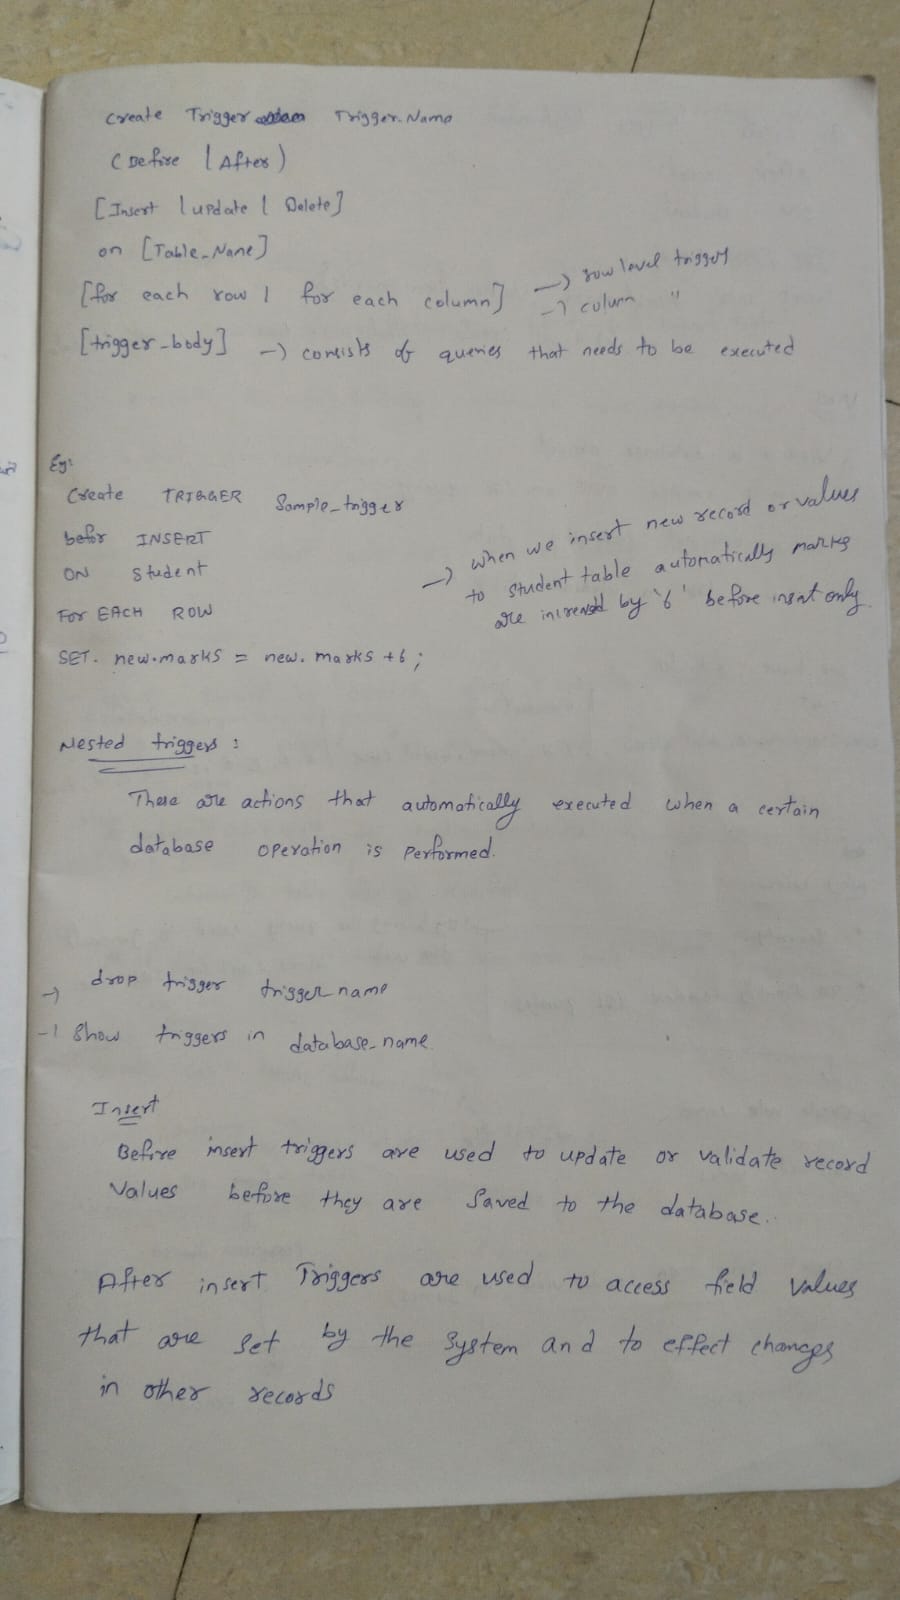 Create Trigger Trigger_Name
(Before | After)
[Insert | update | Delete]
on [Table_Name]
[for each row | for each column] → row level triggers
→ column "
[trigger_body] → consists of queries that needs to be executed
Eg:
Create TRIGGER Sample_trigger
befor INSERT
ON Student
For EACH ROW
SET. new.marks = new.marks +6;
→ when we insert new record or values
to student table automatically marks
are increased by '6' before insert only.
Nested triggers :
These are actions that automatically executed when a certain
database operation is performed.
→ drop trigger trigger_name
→ Show triggers in database_name
Insert
Before insert triggers are used to update or validate record
Values before they are Saved to the database.
After insert Triggers are used to access field values
that are set by the System and to effect changes
in other records